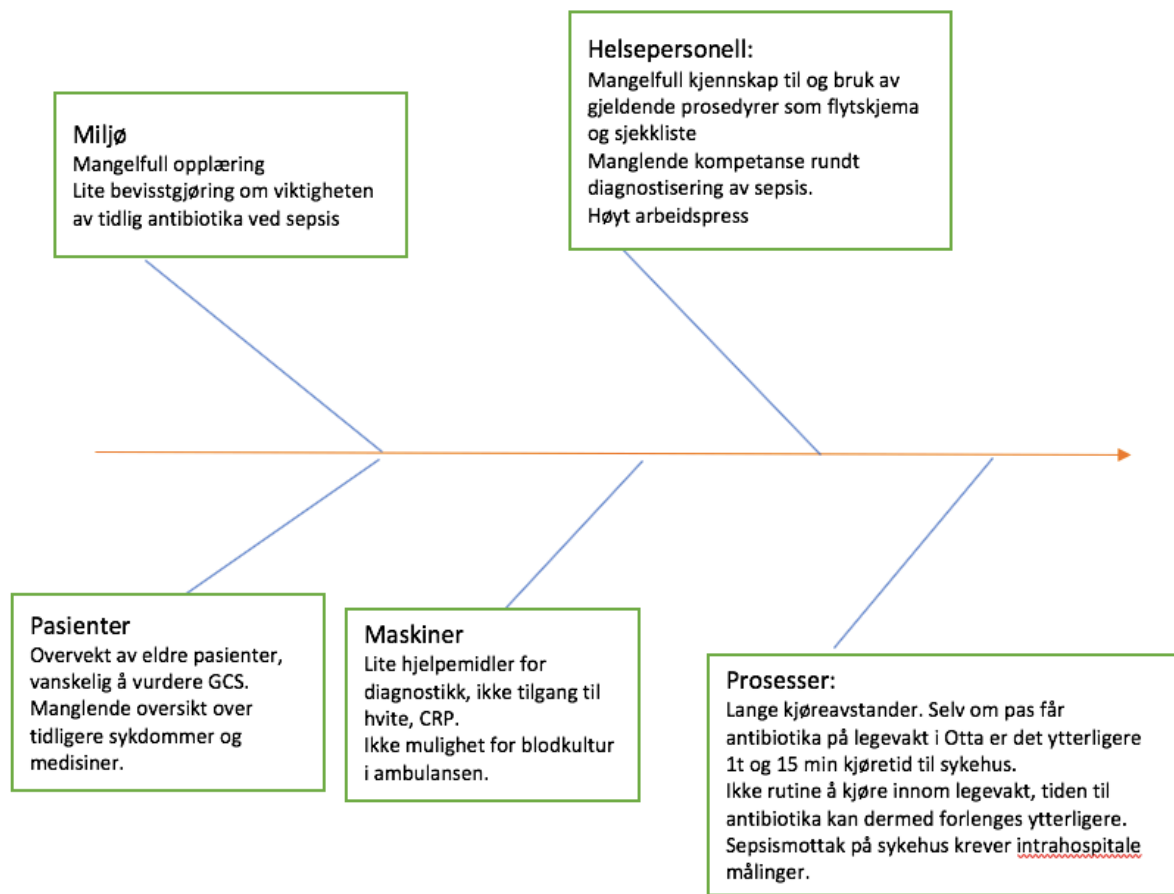 Helsepersonell:
Mangelfull kjennskap til og bruk av
gjeldende prosedyrer som flytskjema
og sjekkliste
Manglende kompetanse rundt
diagnostisering av sepsis.
Høyt arbeidspress
Miljø
Mangelfull opplæring
Lite bevisstgjøring om viktigheten
av tidlig antibiotika ved sepsis
Pasienter
Overvekt av eldre pasienter,
vanskelig å vurdere GCS.
Manglende oversikt over
tidligere sykdommer og
medisiner.
Maskiner
Lite hjelpemidler for
diagnostikk, ikke tilgang til
hvite, CRP.
Ikke mulighet for blodkultur
i ambulansen.
Prosesser:
Lange kjøreavstander. Selv om pas får
antibiotika på legevakt i Otta er det ytterligere
1t og 15 min kjøretid til sykehus.
Ikke rutine å kjøre innom legevakt, tiden til
antibiotika kan dermed forlenges ytterligere.
Sepsismottak på sykehus krever intrahospitale
målinger.